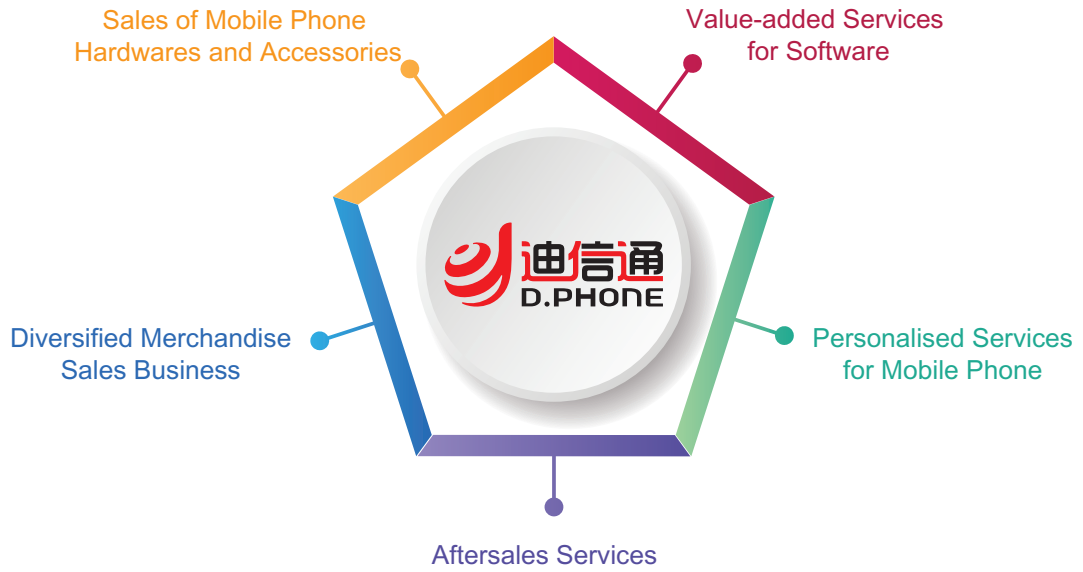 Sales of Mobile Phone
Hardwares and Accessories
Value-added Services
for Software
迪信通
D.PHONE
Diversified Merchandise
Sales Business
Personalised Services
for Mobile Phone
Aftersales Services